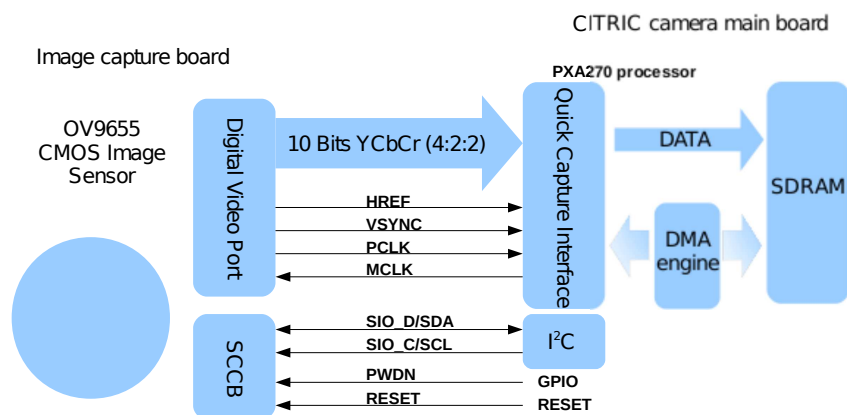 CITRIC camera main board
Image capture board
PXA270 processor
OV9655
CMOS Image
Sensor
Digital Video Port
10 Bits YCbCr (4:2:2)
Quick Capture Interface
DATA
SDRAM
HREF
VSYNC
PCLK
MCLK
DMA
engine
SCCB
SIO_D/SDA
SIO_C/SCL
I²C
PWDN
GPIO
RESET
RESET